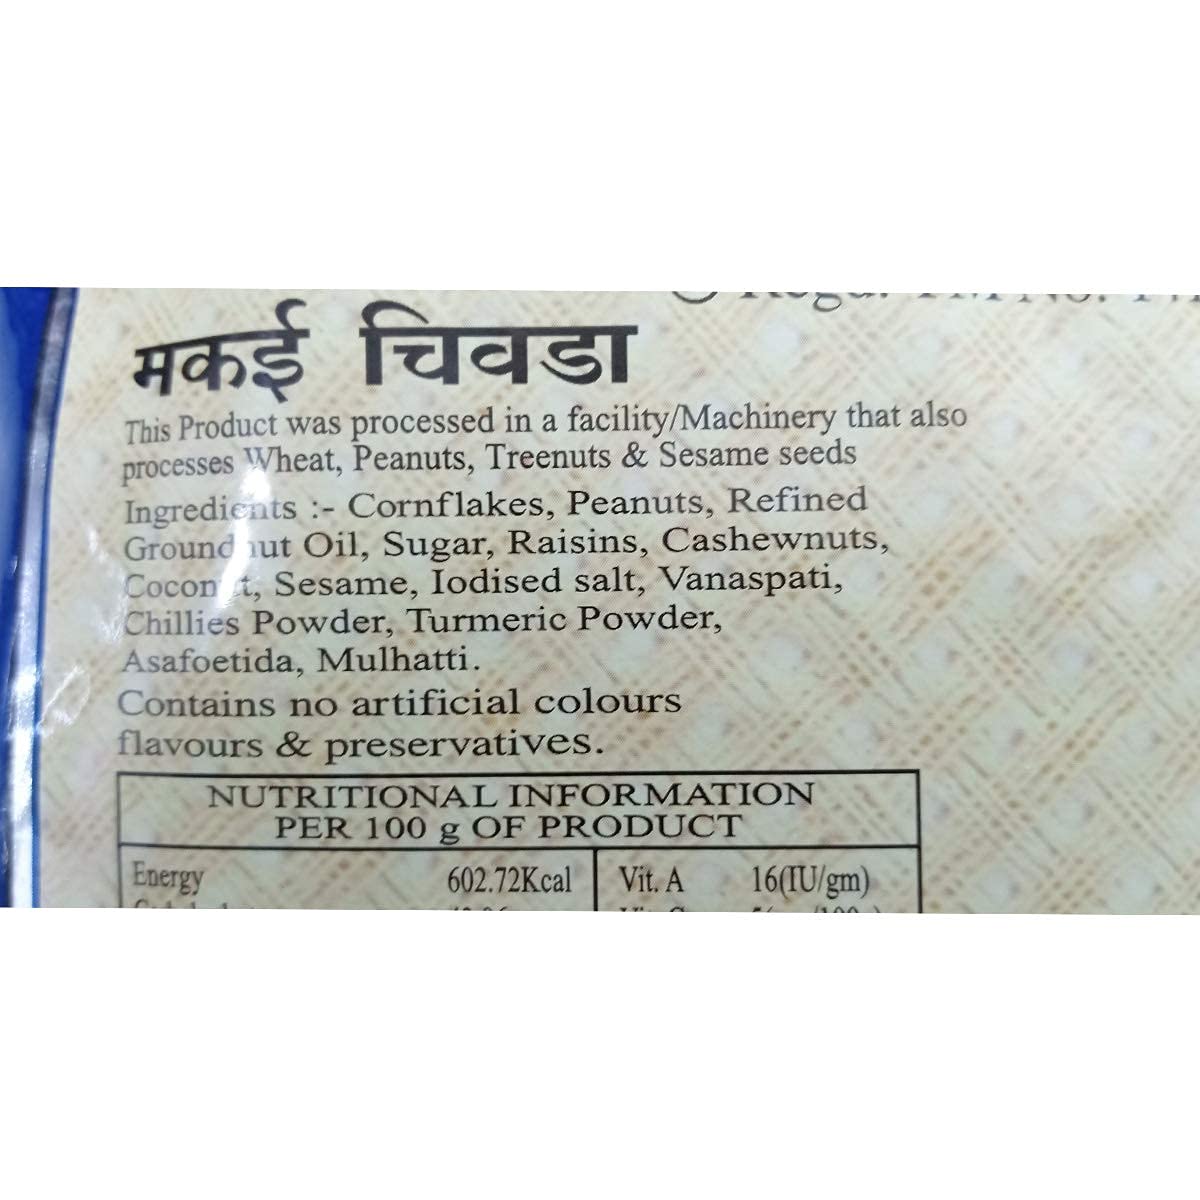 मकई चिवडा
This Product was processed in a facility/Machinery that also
processes Wheat, Peanuts, Treenuts & Sesame seeds
Ingredients :- Cornflakes, Peanuts, Refined
Groundnut Oil, Sugar, Raisins, Cashewnuts,
Coconut, Sesame, Iodised salt, Vanaspati,
Chillies Powder, Turmeric Powder,
Asafoetida, Mulhatti.
Contains no artificial colours
flavours & preservatives.
NUTRITIONAL INFORMATION
PER 100 g OF PRODUCT
Energy 602.72Kcal Vit. A 16(IU/gm)